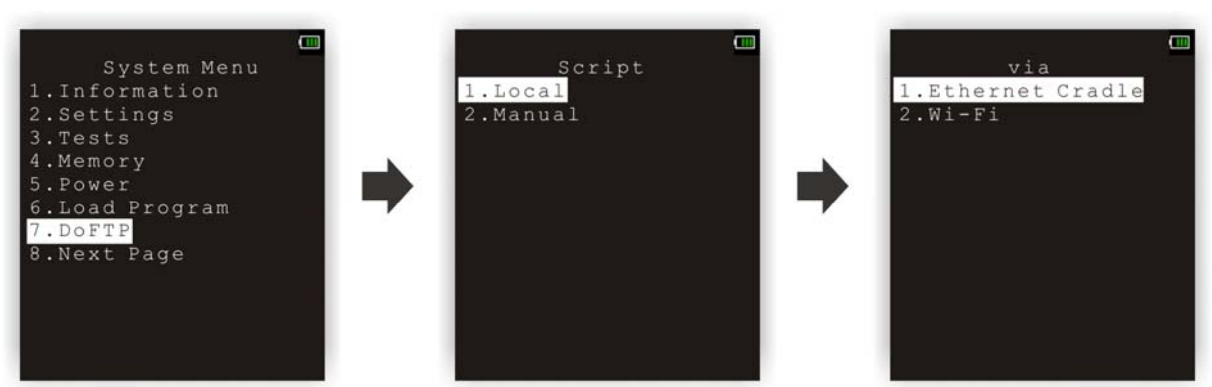 System Menu
1.Information
2.Settings
3.Tests
4.Memory
5.Power
6.Load Program
7.DoFTP
8.Next Page
Script
1.Local
2.Manual
via
1.Ethernet Cradle
2.Wi-Fi